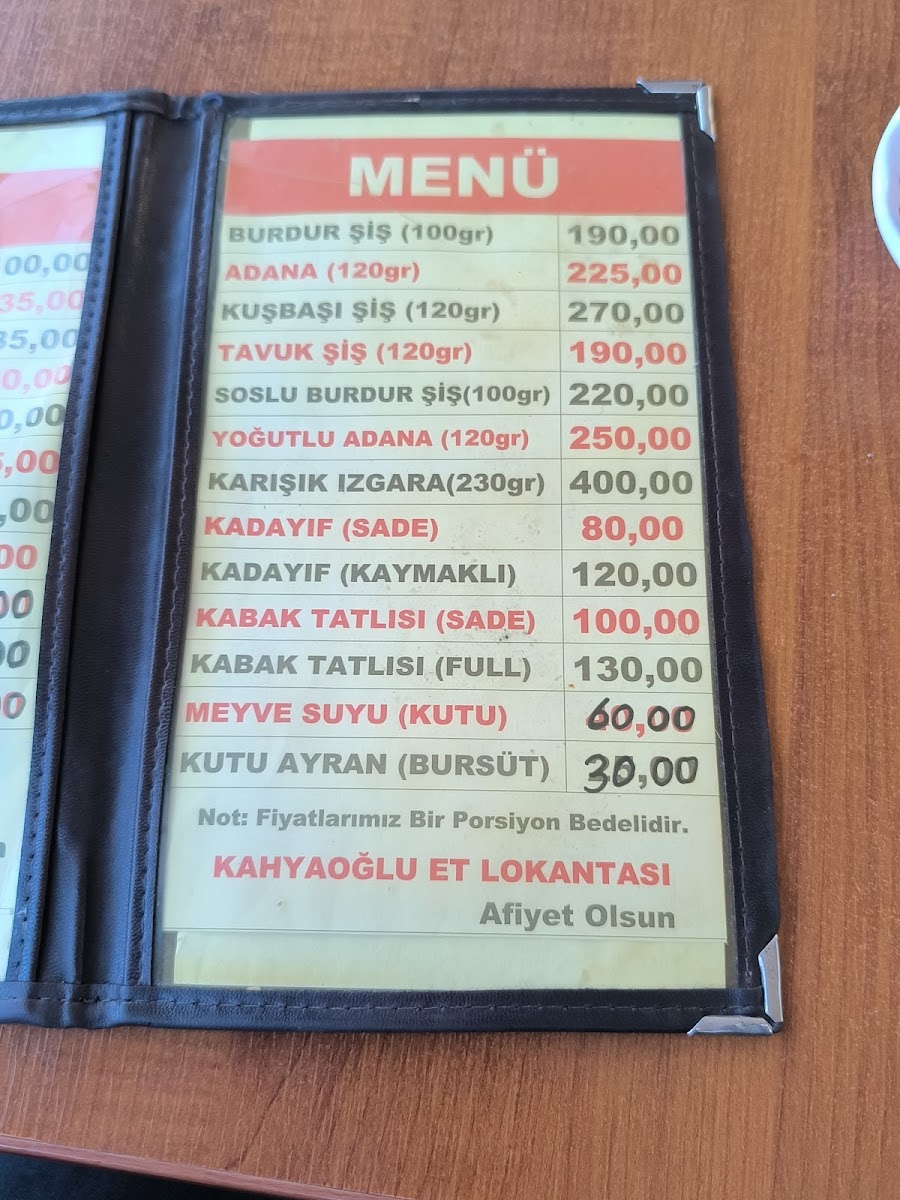 MENÜ
BURDUR ŞİŞ (100gr) 190,00
ADANA (120gr) 225,00
KUŞBAŞI ŞİŞ (120gr) 270,00
TAVUK ŞİŞ (120gr) 190,00
SOSLU BURDUR ŞİŞ(100gr) 220,00
YOĞUTLU ADANA (120gr) 250,00
KARIŞIK IZGARA(230gr) 400,00
KADAYIF (SADE) 80,00
KADAYIF (KAYMAKLI) 120,00
KABAK TATLISI (SADE) 100,00
KABAK TATLISI (FULL) 130,00
MEYVE SUYU (KUTU) 60,00
KUTU AYRAN (BURSÜT) 30,00
Not: Fiyatlarımız Bir Porsiyon Bedelidir.
KAHYAOĞLU ET LOKANTASI
Afiyet Olsun